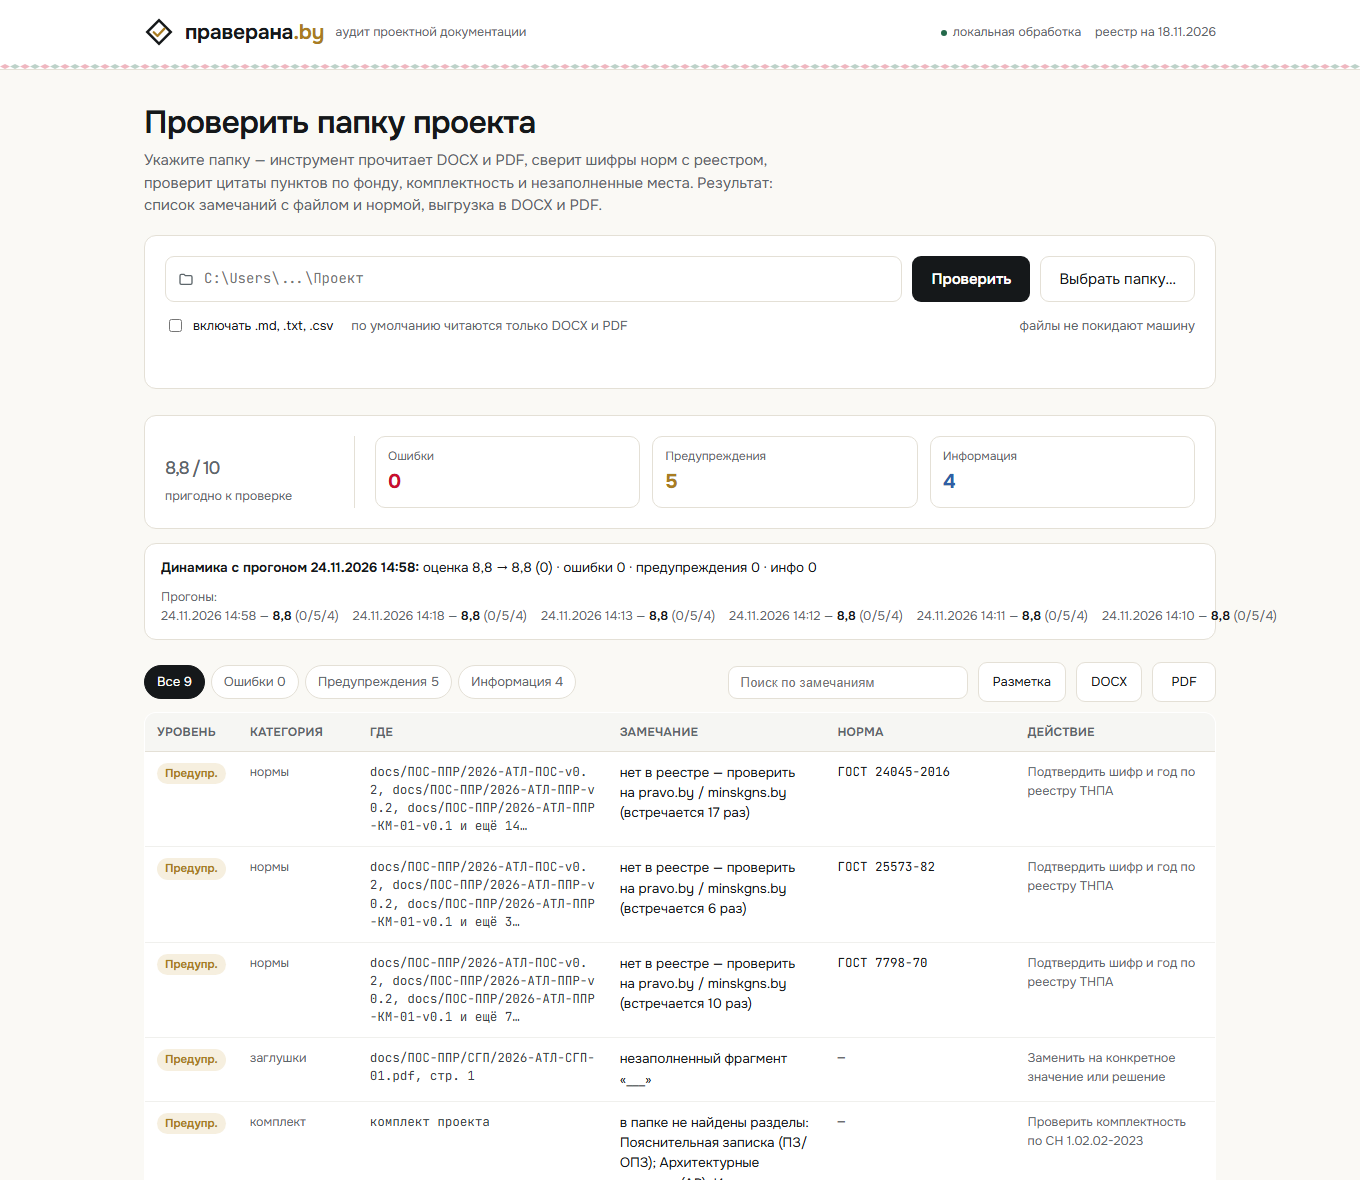 праверана.by аудит проектной документации локальная обработка реестр на 18.11.2026
Проверить папку проекта
Укажите папку — инструмент прочитает DOCX и PDF, сверит шифры норм с реестром,
проверит цитаты пунктов по фонду, комплектность и незаполненные места. Результат:
список замечаний с файлом и нормой, выгрузка в DOCX и PDF.
C:\Users\...\Проект Проверить Выбрать папку...
включать .md, .txt, .csv по умолчанию читаются только DOCX и PDF файлы не покидают машину
8,8 / 10
пригодно к проверке
Ошибки
0
Предупреждения
5
Информация
4
Динамика с прогоном 24.11.2026 14:58: оценка 8,8 → 8,8 (0) · ошибки 0 · предупреждения 0 · инфо 0
Прогоны:
24.11.2026 14:58 — 8,8 (0/5/4) 24.11.2026 14:18 — 8,8 (0/5/4) 24.11.2026 14:13 — 8,8 (0/5/4) 24.11.2026 14:12 — 8,8 (0/5/4) 24.11.2026 14:11 — 8,8 (0/5/4) 24.11.2026 14:10 — 8,8 (0/5/4)
Все 9 Ошибки 0 Предупреждения 5 Информация 4 Поиск по замечаниям Разметка DOCX PDF
УРОВЕНЬ КАТЕГОРИЯ ГДЕ ЗАМЕЧАНИЕ НОРМА ДЕЙСТВИЕ
Предупр. нормы docs/ПОС-ППР/2026-АТЛ-ПОС-v0. нет в реестре — проверить ГОСТ 24045-2016 Подтвердить шифр и год по
2, docs/ПОС-ППР/2026-АТЛ-ППР-v на pravo.by / minskgns.by реестру ТНПА
0.2, docs/ПОС-ППР/2026-АТЛ-ППР (встречается 17 раз)
-КМ-01-v0.1 и ещё 14…
Предупр. нормы docs/ПОС-ППР/2026-АТЛ-ПОС-v0. нет в реестре — проверить ГОСТ 25573-82 Подтвердить шифр и год по
2, docs/ПОС-ППР/2026-АТЛ-ППР-v на pravo.by / minskgns.by реестру ТНПА
0.2, docs/ПОС-ППР/2026-АТЛ-ППР (встречается 6 раз)
-КМ-01-v0.1 и ещё 3…
Предупр. нормы docs/ПОС-ППР/2026-АТЛ-ПОС-v0. нет в реестре — проверить ГОСТ 7798-70 Подтвердить шифр и год по
2, docs/ПОС-ППР/2026-АТЛ-ППР-v на pravo.by / minskgns.by реестру ТНПА
0.2, docs/ПОС-ППР/2026-АТЛ-ППР (встречается 10 раз)
-КМ-01-v0.1 и ещё 7…
Предупр. заглушки docs/ПОС-ППР/СГП/2026-АТЛ-СГП- незаполненный фрагмент — Заменить на конкретное
01.pdf, стр. 1 «___» значение или решение
Предупр. комплект комплект проекта в папке не найдены разделы: — Проверить комплектность
Пояснительная записка (ПЗ/ по СН 1.02.02-2023
ОПЗ); Архитектурные